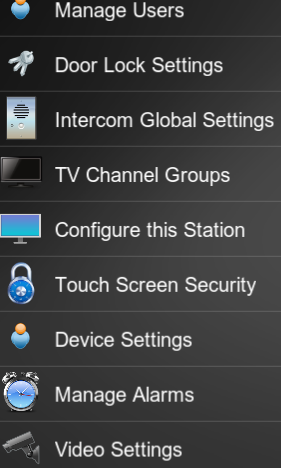 Manage Users
Door Lock Settings
Intercom Global Settings
TV Channel Groups
Configure this Station
Touch Screen Security
Device Settings
Manage Alarms
Video Settings